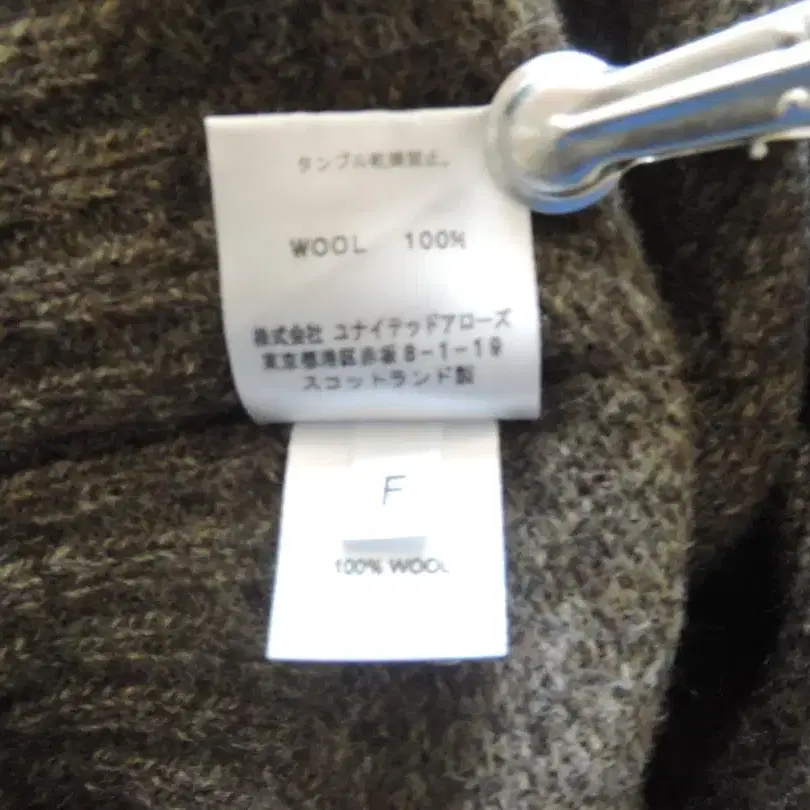 タンブル乾燥禁止。
WOOL 100%
株式会社 ユナイテッドアローズ
東京都港区赤坂8-1-19
スコットランド製
F
100% WOOL